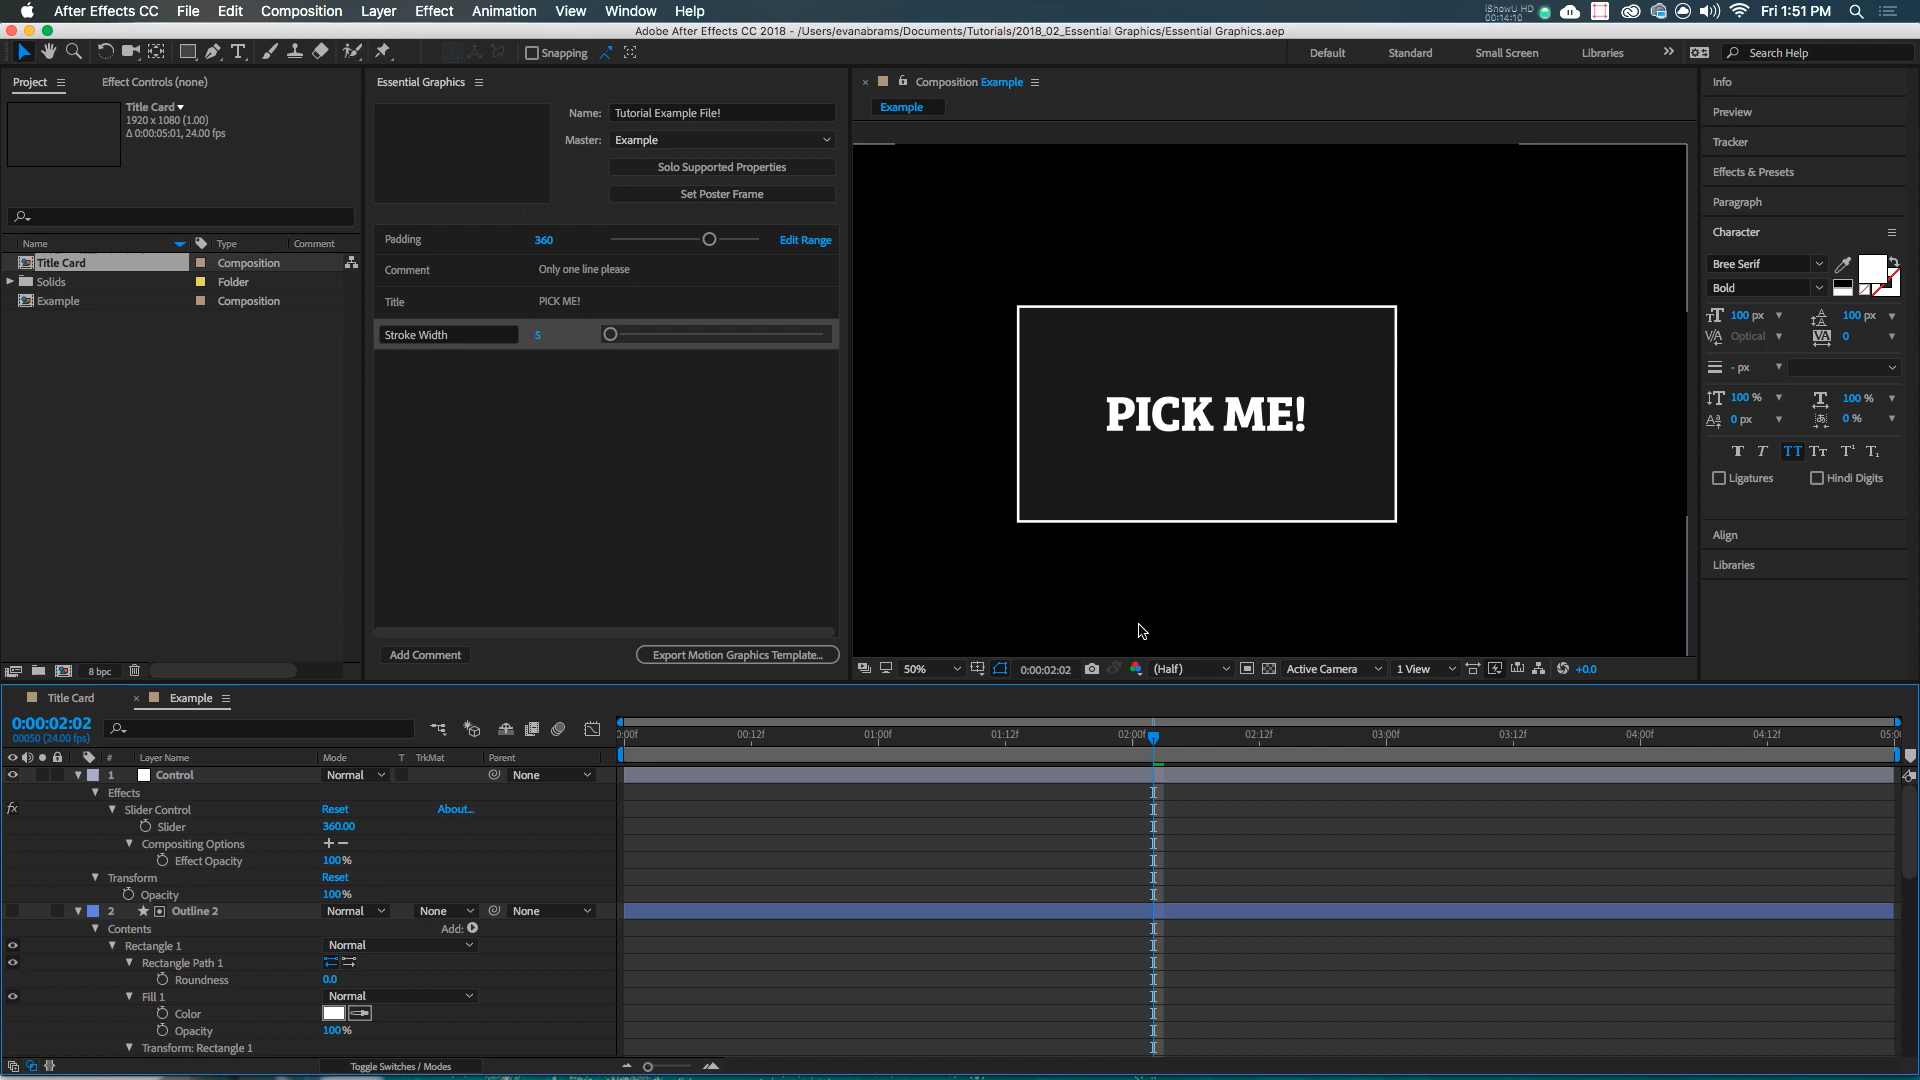 After Effects CC File Edit Composition Layer Effect Animation View Window Help
iShowU HD
00:14:10
Fri 1:51 PM
Adobe After Effects CC 2018 - /Users/evanabrams/Documents/Tutorials/2018_02_Essential Graphics/Essential Graphics.aep
Snapping
Default Standard Small Screen Libraries Search Help
Project Effect Controls (none)
Title Card
1920 x 1080 (1.00)
Δ 0:00:05:01, 24.00 fps
Name Type Comment
Title Card Composition
Solids Folder
Example Composition
8 bpc
Essential Graphics
Name: Tutorial Example File!
Master: Example
Solo Supported Properties
Set Poster Frame
Padding 360 Edit Range
Comment Only one line please
Title PICK ME!
Stroke Width 5
Add Comment Export Motion Graphics Template...
Composition Example
Example
PICK ME!
50% 0:00:02:02 (Half) Active Camera 1 View +0.0
Info
Preview
Tracker
Effects & Presets
Paragraph
Character
Bree Serif
Bold
100 px 100 px
Optical 0
- px
100 % 100 %
0 px 0 %
Ligatures Hindi Digits
Align
Libraries
Title Card Example
0:00:02:02
00050 (24.00 fps)
0:00f 00:12f 01:00f 01:12f 02:00f 02:12f 03:00f 03:12f 04:00f 04:12f 05:00
# Layer Name Mode T TrkMat Parent
1 Control Normal None
Effects
fx Slider Control Reset About...
Slider 360.00
Compositing Options + −
Effect Opacity 100%
Transform Reset
Opacity 100%
2 Outline 2 Normal None None
Contents Add:
Rectangle 1 Normal
Rectangle Path 1
Roundness 0.0
Fill 1 Normal
Color
Opacity 100%
Transform: Rectangle 1
Toggle Switches / Modes